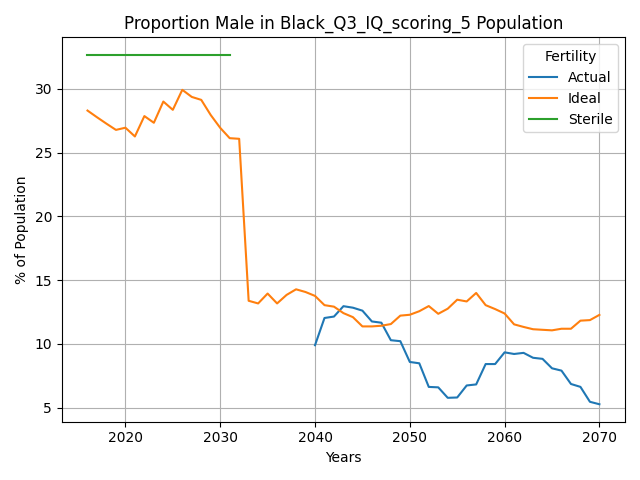 Proportion Male in Black_Q3_IQ_scoring_5 Population
Fertility
Actual
Ideal
Sterile
% of Population
30
25
20
15
10
5
2020 2030 2040 2050 2060 2070
Years